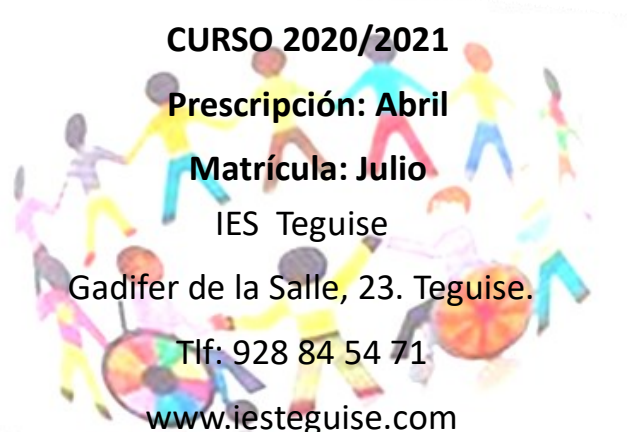 CURSO 2020/2021
Prescripción: Abril
Matrícula: Julio
IES Teguise
Gadifer de la Salle, 23. Teguise.
Tlf: 928 84 54 71
www.iesteguise.com